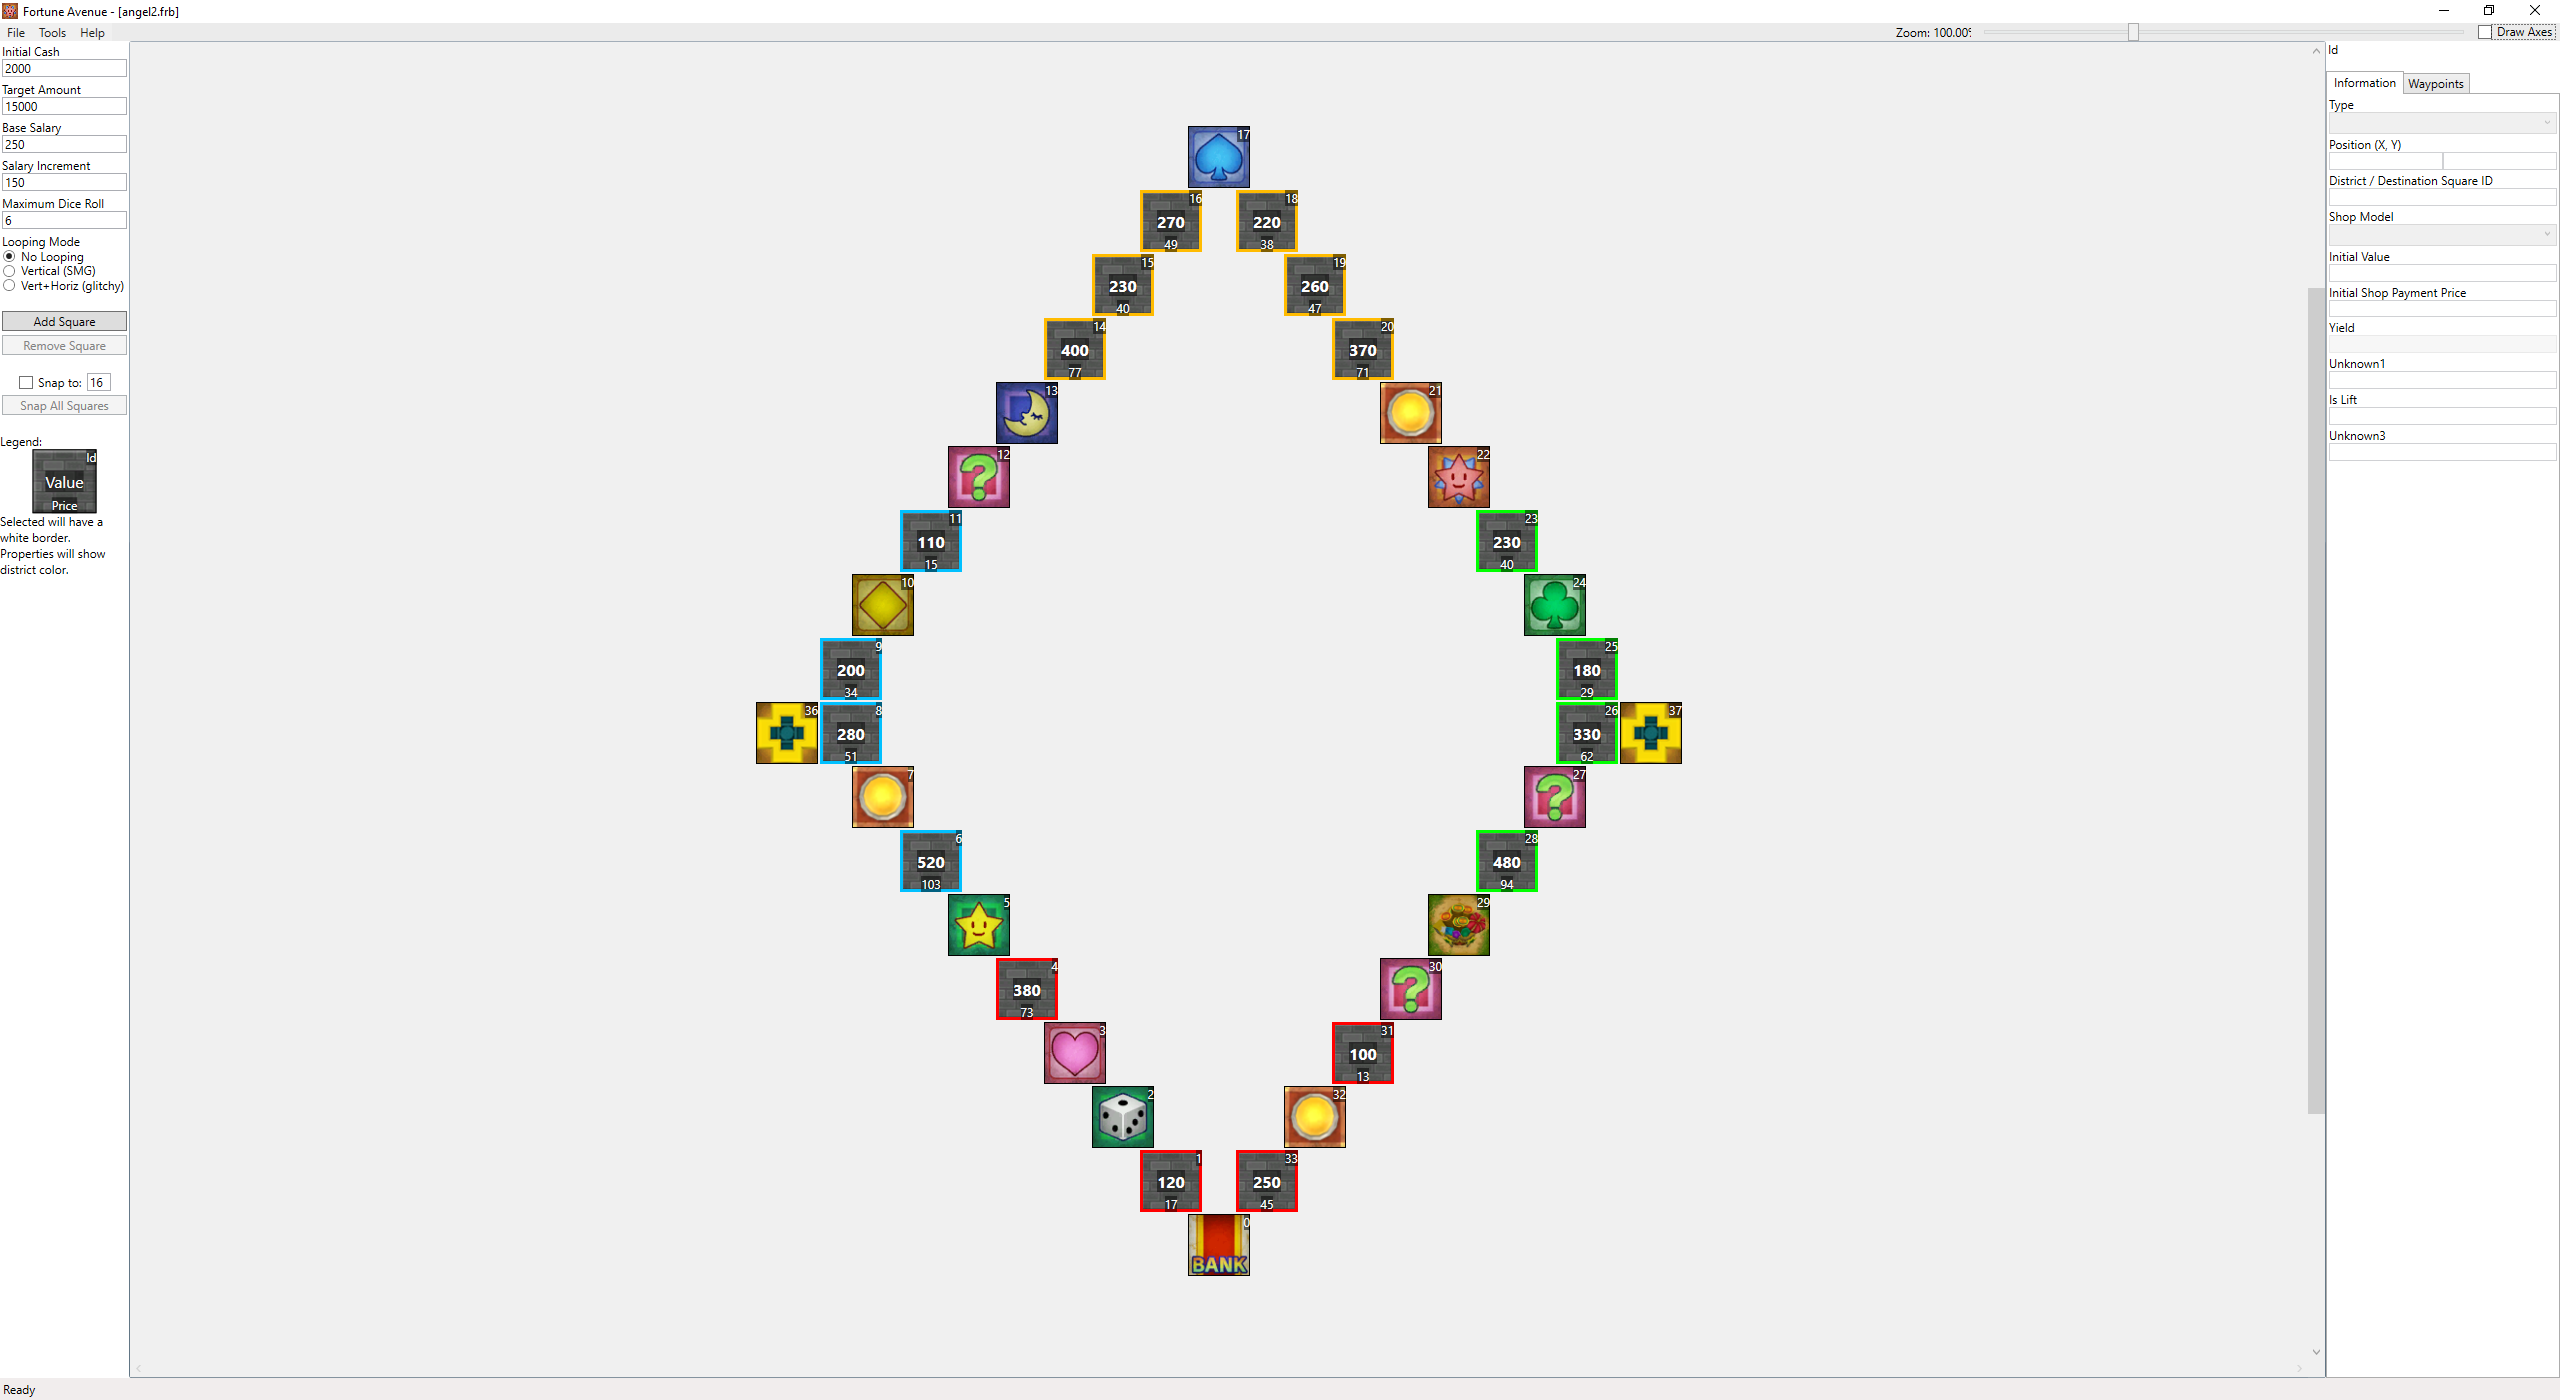 Fortune Avenue - [angel2.frb]
File Tools Help
Zoom: 100.00%
Draw Axes
Initial Cash
2000
Target Amount
15000
Base Salary
250
Salary Increment
150
Maximum Dice Roll
6
Looping Mode
No Looping
Vertical (SMG)
Vert+Horiz (glitchy)
Add Square
Remove Square
Snap to: 16
Snap All Squares
Legend:
Id
Value
Price
Selected will have a
white border.
Properties will show
district color.
17
16
270
49
18
220
38
15
230
40
19
260
47
14
400
77
20
370
71
13
21
12
22
11
110
15
23
230
40
10
24
9
200
34
25
180
29
36
8
280
51
26
330
62
37
7
27
6
520
103
28
480
94
5
29
4
380
73
30
3
31
100
13
2
32
1
120
17
33
250
45
0
BANK
Id
Information Waypoints
Type
Position (X, Y)
District / Destination Square ID
Shop Model
Initial Value
Initial Shop Payment Price
Yield
Unknown1
Is Lift
Unknown3
Ready